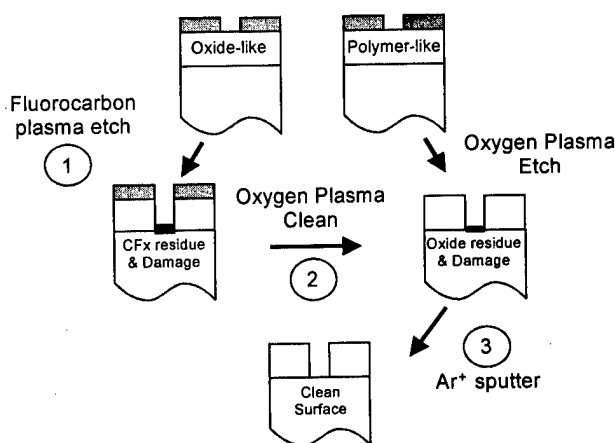 Oxide-like
Polymer-like
Fluorocarbon
plasma etch
1
Oxygen Plasma
Etch
Oxygen Plasma
Clean
2
CFx residue
& Damage
Oxide residue
& Damage
3
Ar+ sputter
Clean
Surface